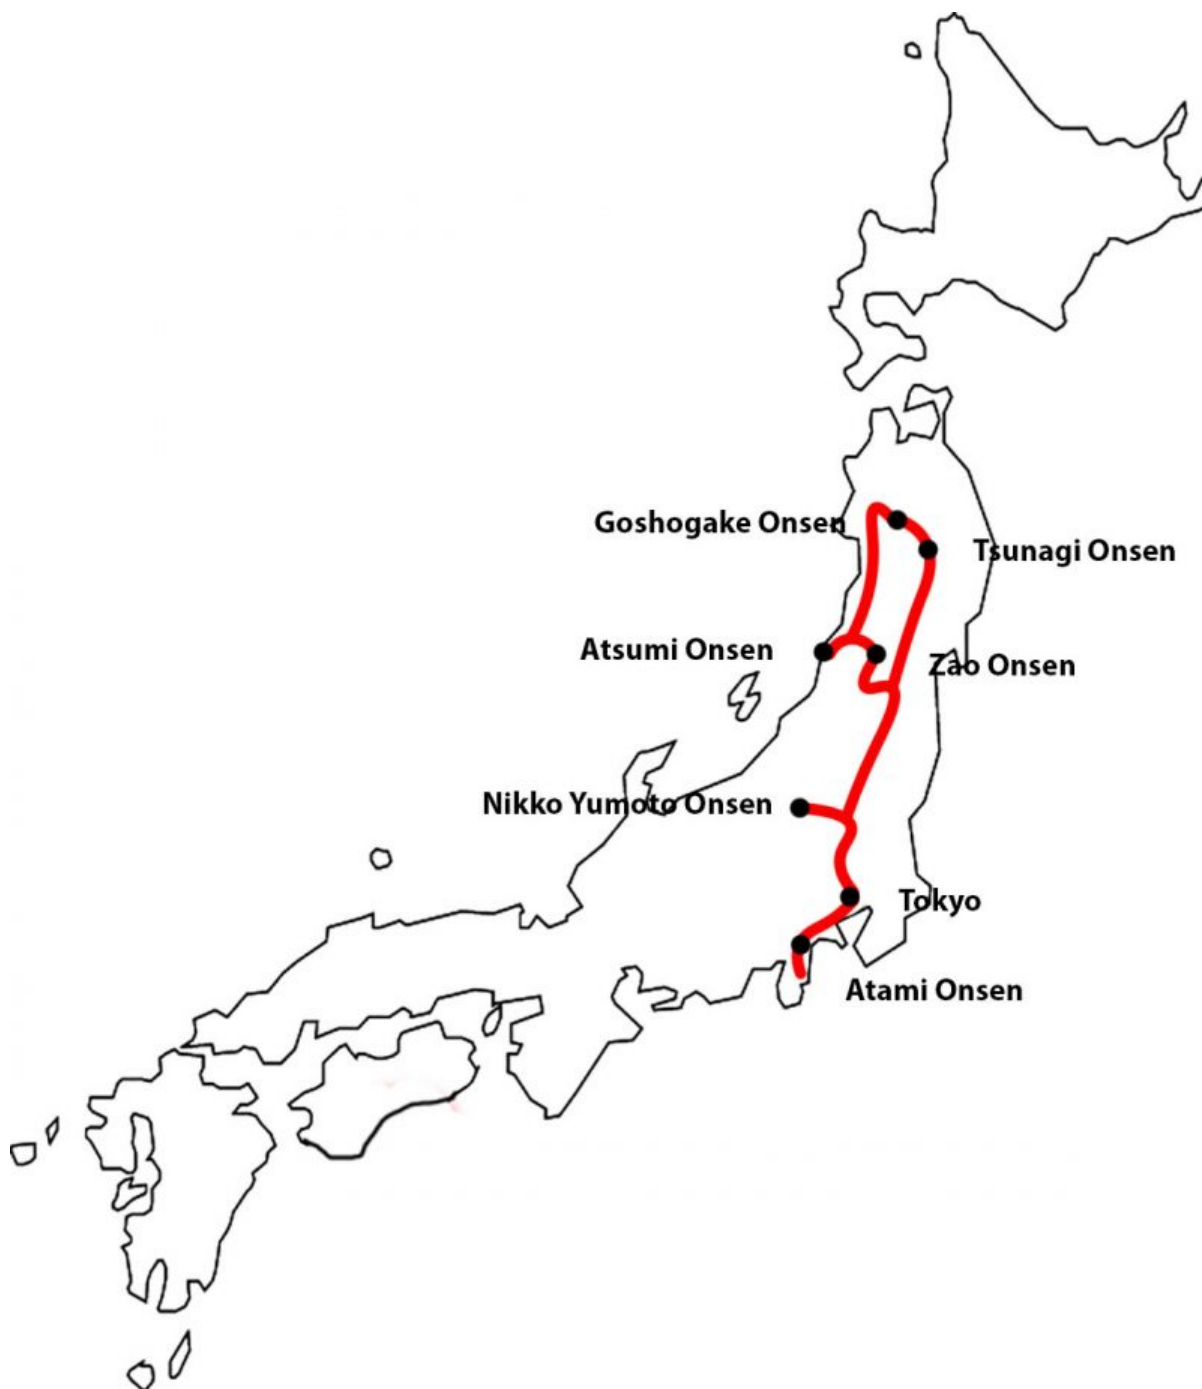 Goshogake Onsen
Tsunagi Onsen
Atsumi Onsen
Zao Onsen
Nikko Yumoto Onsen
Tokyo
Atami Onsen